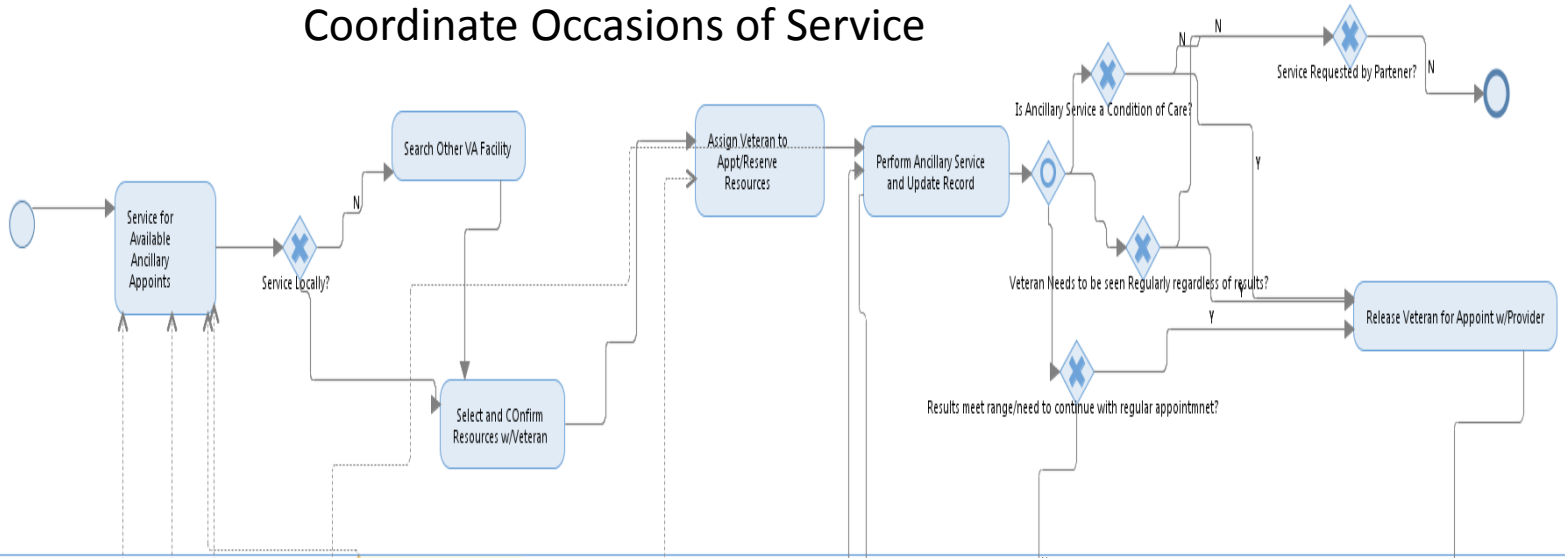 Coordinate Occasions of Service
N
N
Service Requested by Partener?
N
Is Ancillary Service a Condition of Care?
Search Other VA Facility
Assign Veteran to
Appt/Reserve
Resources
Perform Ancillary Service
and Update Record
Y
N
Service for
Available
Ancillary
Appoints
Service Locally?
Veteran Needs to be seen Regularly regardless of results?
Y
Y
Release Veteran for Appoint w/Provider
Select and COnfirm
Resources w/Veteran
Results meet range/need to continue with regular appointmnet?